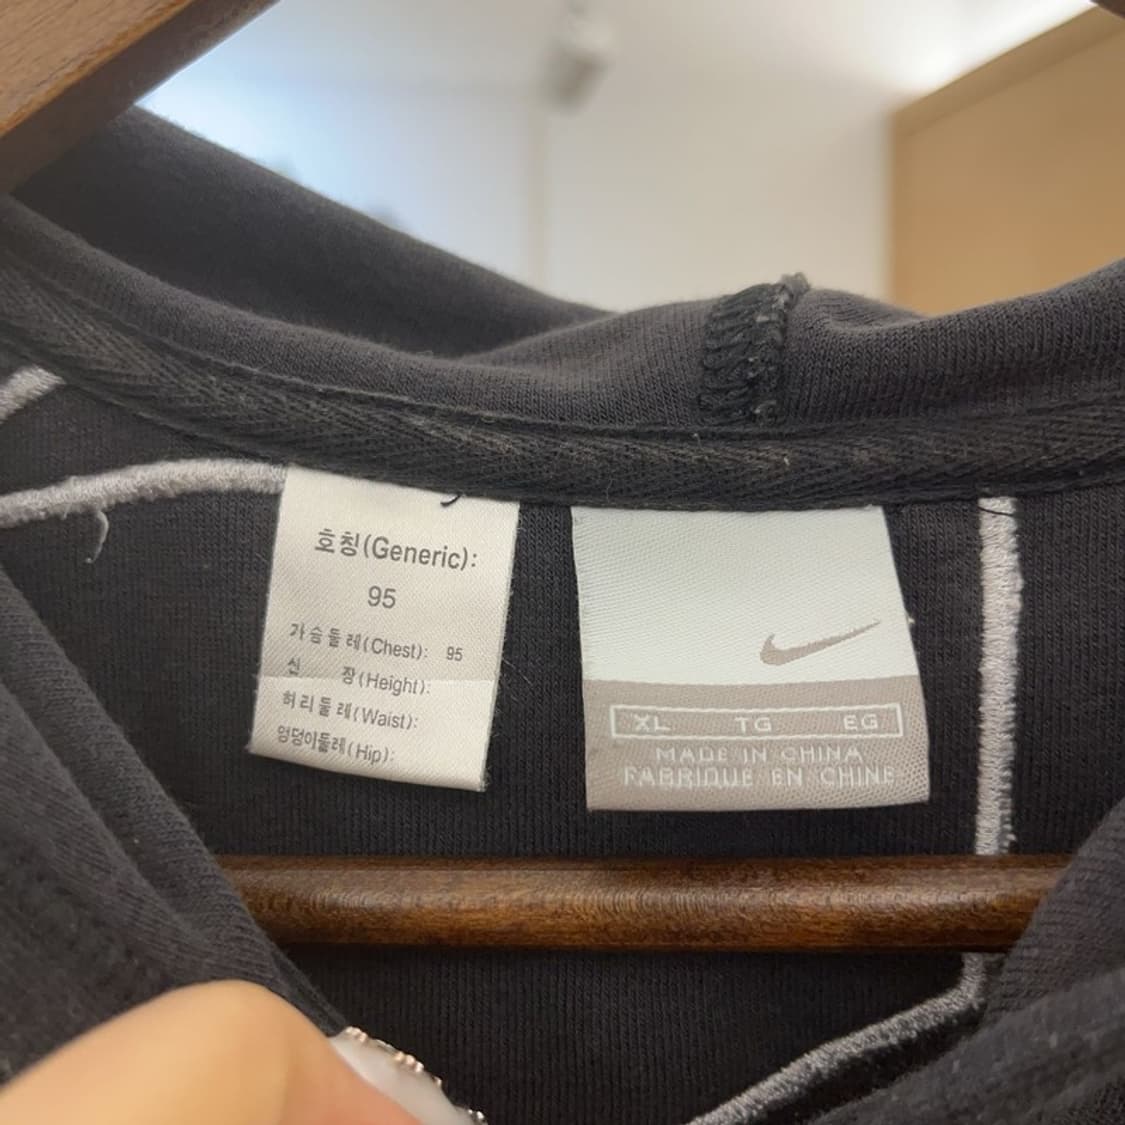 호칭(Generic):
95
가슴둘레(Chest): 95
신 장(Height):
허리둘레(Waist):
엉덩이둘레(Hip):
XL TG EG
MADE IN CHINA
FABRIQUE EN CHINE